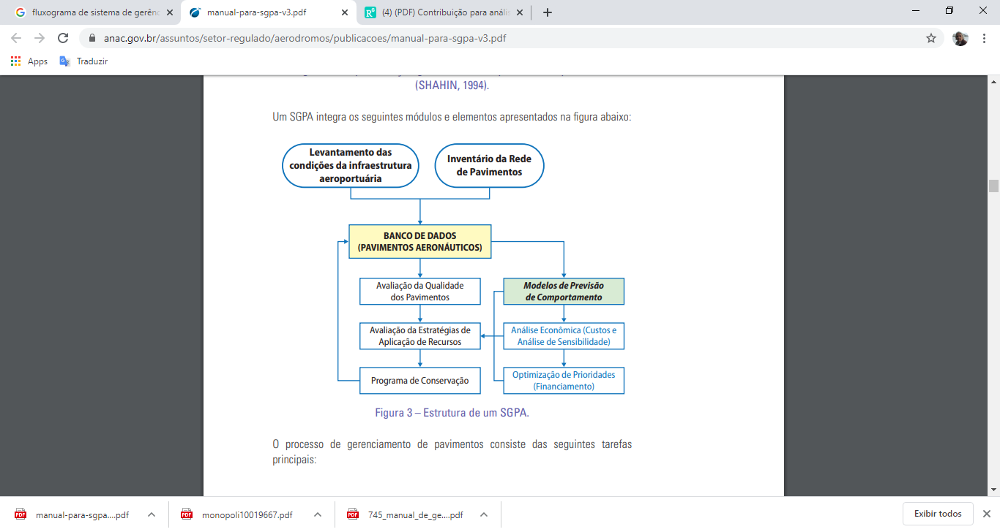 fluxograma de sistema de gerên
manual-para-sgpa-v3.pdf
(4) (PDF) Contribuição para anális
anac.gov.br/assuntos/setor-regulado/aerodromos/publicacoes/manual-para-sgpa-v3.pdf
Apps
Traduzir
(SHAHIN, 1994).
Um SGPA integra os seguintes módulos e elementos apresentados na figura abaixo:
Levantamento das
condições da infraestrutura
aeroportuária
Inventário da Rede
de Pavimentos
BANCO DE DADOS
(PAVIMENTOS AERONÁUTICOS)
Avaliação da Qualidade
dos Pavimentos
Modelos de Previsão
de Comportamento
Avaliação da Estratégias de
Aplicação de Recursos
Análise Econômica (Custos e
Análise de Sensibilidade)
Programa de Conservação
Optimização de Prioridades
(Financiamento)
Figura 3 – Estrutura de um SGPA.
O processo de gerenciamento de pavimentos consiste das seguintes tarefas
principais:
manual-para-sgpa....pdf
monopoli10019667.pdf
745_manual_de_ge....pdf
Exibir todos